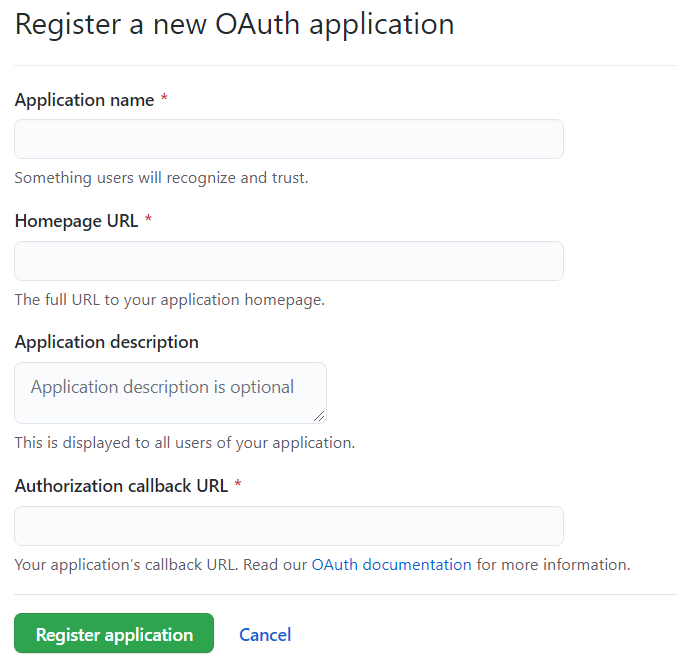 Register a new OAuth application
Application name *
Something users will recognize and trust.
Homepage URL *
The full URL to your application homepage.
Application description
Application description is optional
This is displayed to all users of your application.
Authorization callback URL *
Your application’s callback URL. Read our OAuth documentation for more information.
Register application Cancel